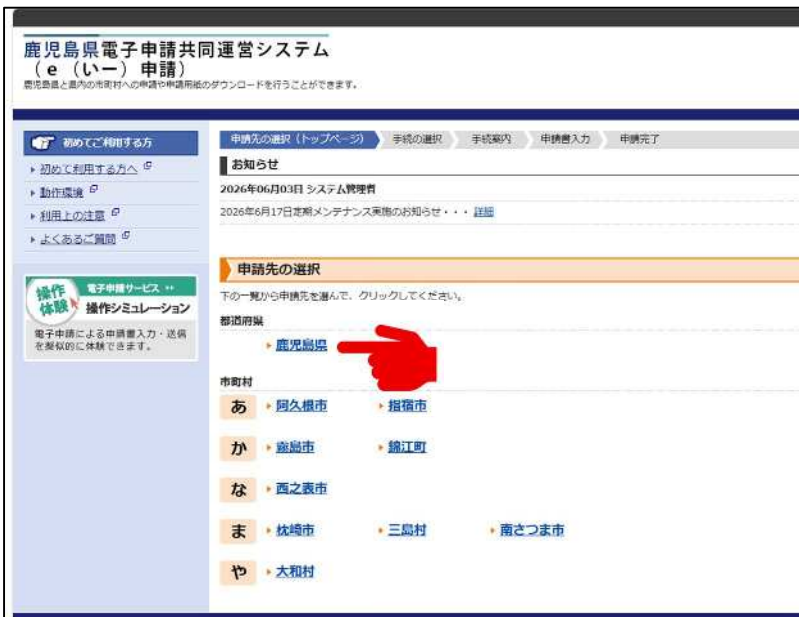 鹿児島県電子申請共同運営システム
（e（いー）申請）
鹿児島県と県内の市町村への申請や申請用紙のダウンロードを行うことができます。
初めてご利用する方
初めて利用する方へ
動作環境
利用上の注意
よくあるご質問
操作体験
電子申請サービス
操作シミュレーション
電子申請による申請書入力・送信
を擬似的に体験できます。
申請先の選択（トップページ） 手続の選択 手続案内 申請書入力 申請完了
お知らせ
2026年06月03日 システム管理者
2026年6月17日定期メンテナンス実施のお知らせ・・・ 詳細
申請先の選択
下の一覧から申請先を選んで、クリックしてください。
都道府県
鹿児島県
市町村
あ 阿久根市 指宿市
か 霧島市 錦江町
な 西之表市
ま 枕崎市 三島村 南さつま市
や 大和村